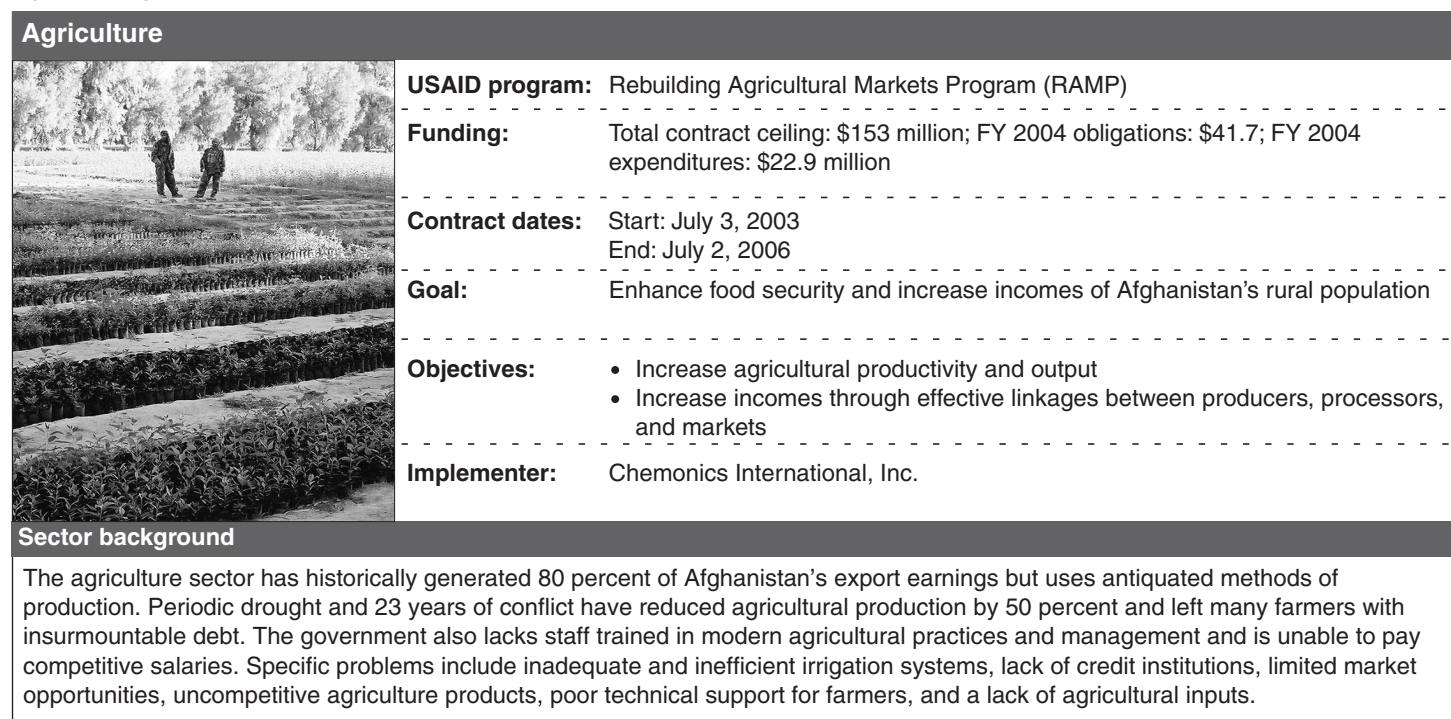 Agriculture
USAID program: Rebuilding Agricultural Markets Program (RAMP)
Funding: Total contract ceiling: $153 million; FY 2004 obligations: $41.7; FY 2004
expenditures: $22.9 million
Contract dates: Start: July 3, 2003
End: July 2, 2006
Goal: Enhance food security and increase incomes of Afghanistan’s rural population
Objectives: • Increase agricultural productivity and output
• Increase incomes through effective linkages between producers, processors,
and markets
Implementer: Chemonics International, Inc.
Sector background
The agriculture sector has historically generated 80 percent of Afghanistan’s export earnings but uses antiquated methods of
production. Periodic drought and 23 years of conflict have reduced agricultural production by 50 percent and left many farmers with
insurmountable debt. The government also lacks staff trained in modern agricultural practices and management and is unable to pay
competitive salaries. Specific problems include inadequate and inefficient irrigation systems, lack of credit institutions, limited market
opportunities, uncompetitive agriculture products, poor technical support for farmers, and a lack of agricultural inputs.